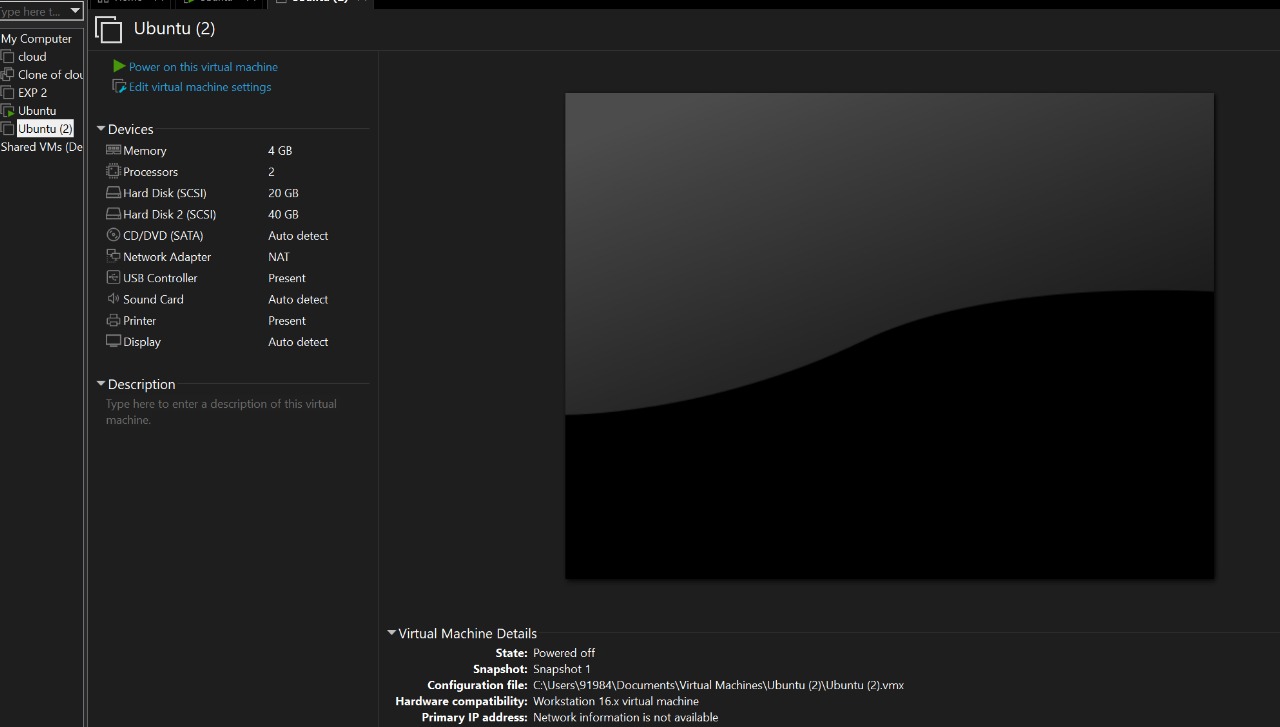 Type here t...
My Computer
cloud
Clone of clou
EXP 2
Ubuntu
Ubuntu (2)
Shared VMs (De
Ubuntu (2)
Power on this virtual machine
Edit virtual machine settings
Devices
Memory 4 GB
Processors 2
Hard Disk (SCSI) 20 GB
Hard Disk 2 (SCSI) 40 GB
CD/DVD (SATA) Auto detect
Network Adapter NAT
USB Controller Present
Sound Card Auto detect
Printer Present
Display Auto detect
Description
Type here to enter a description of this virtual
machine.
Virtual Machine Details
State: Powered off
Snapshot: Snapshot 1
Configuration file: C:\Users\91984\Documents\Virtual Machines\Ubuntu (2)\Ubuntu (2).vmx
Hardware compatibility: Workstation 16.x virtual machine
Primary IP address: Network information is not available